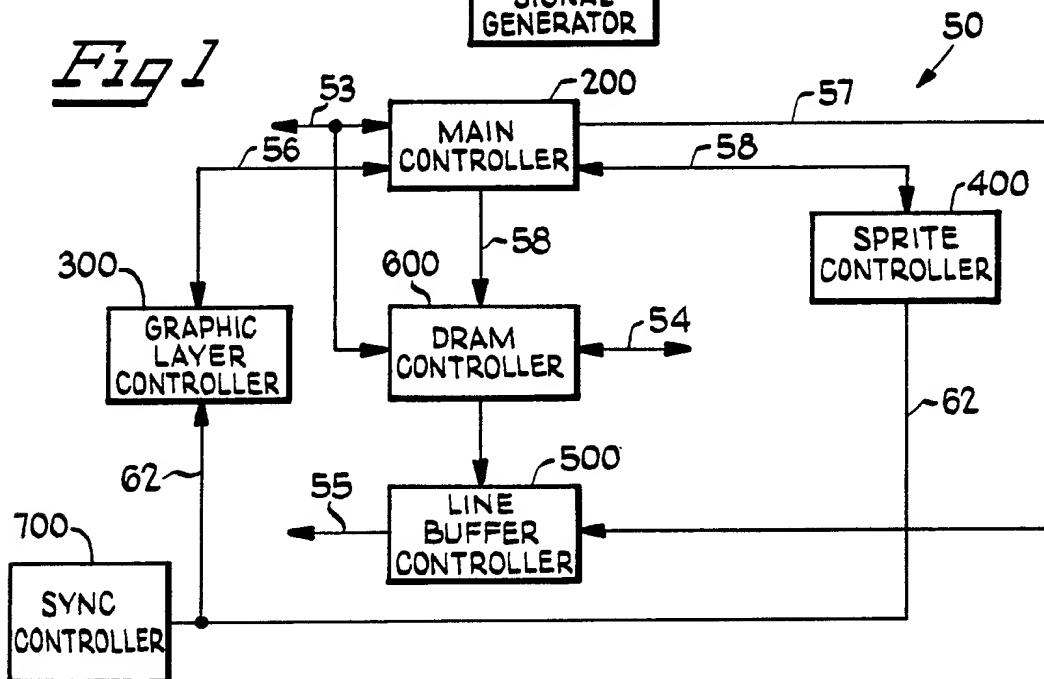 SIGNAL
GENERATOR
Fig 1
50
200
57
53
MAIN
CONTROLLER
56
58
400
SPRITE
CONTROLLER
58
300
600
GRAPHIC
LAYER
CONTROLLER
DRAM
CONTROLLER
54
62
62
500
55
LINE
BUFFER
CONTROLLER
700
SYNC
CONTROLLER